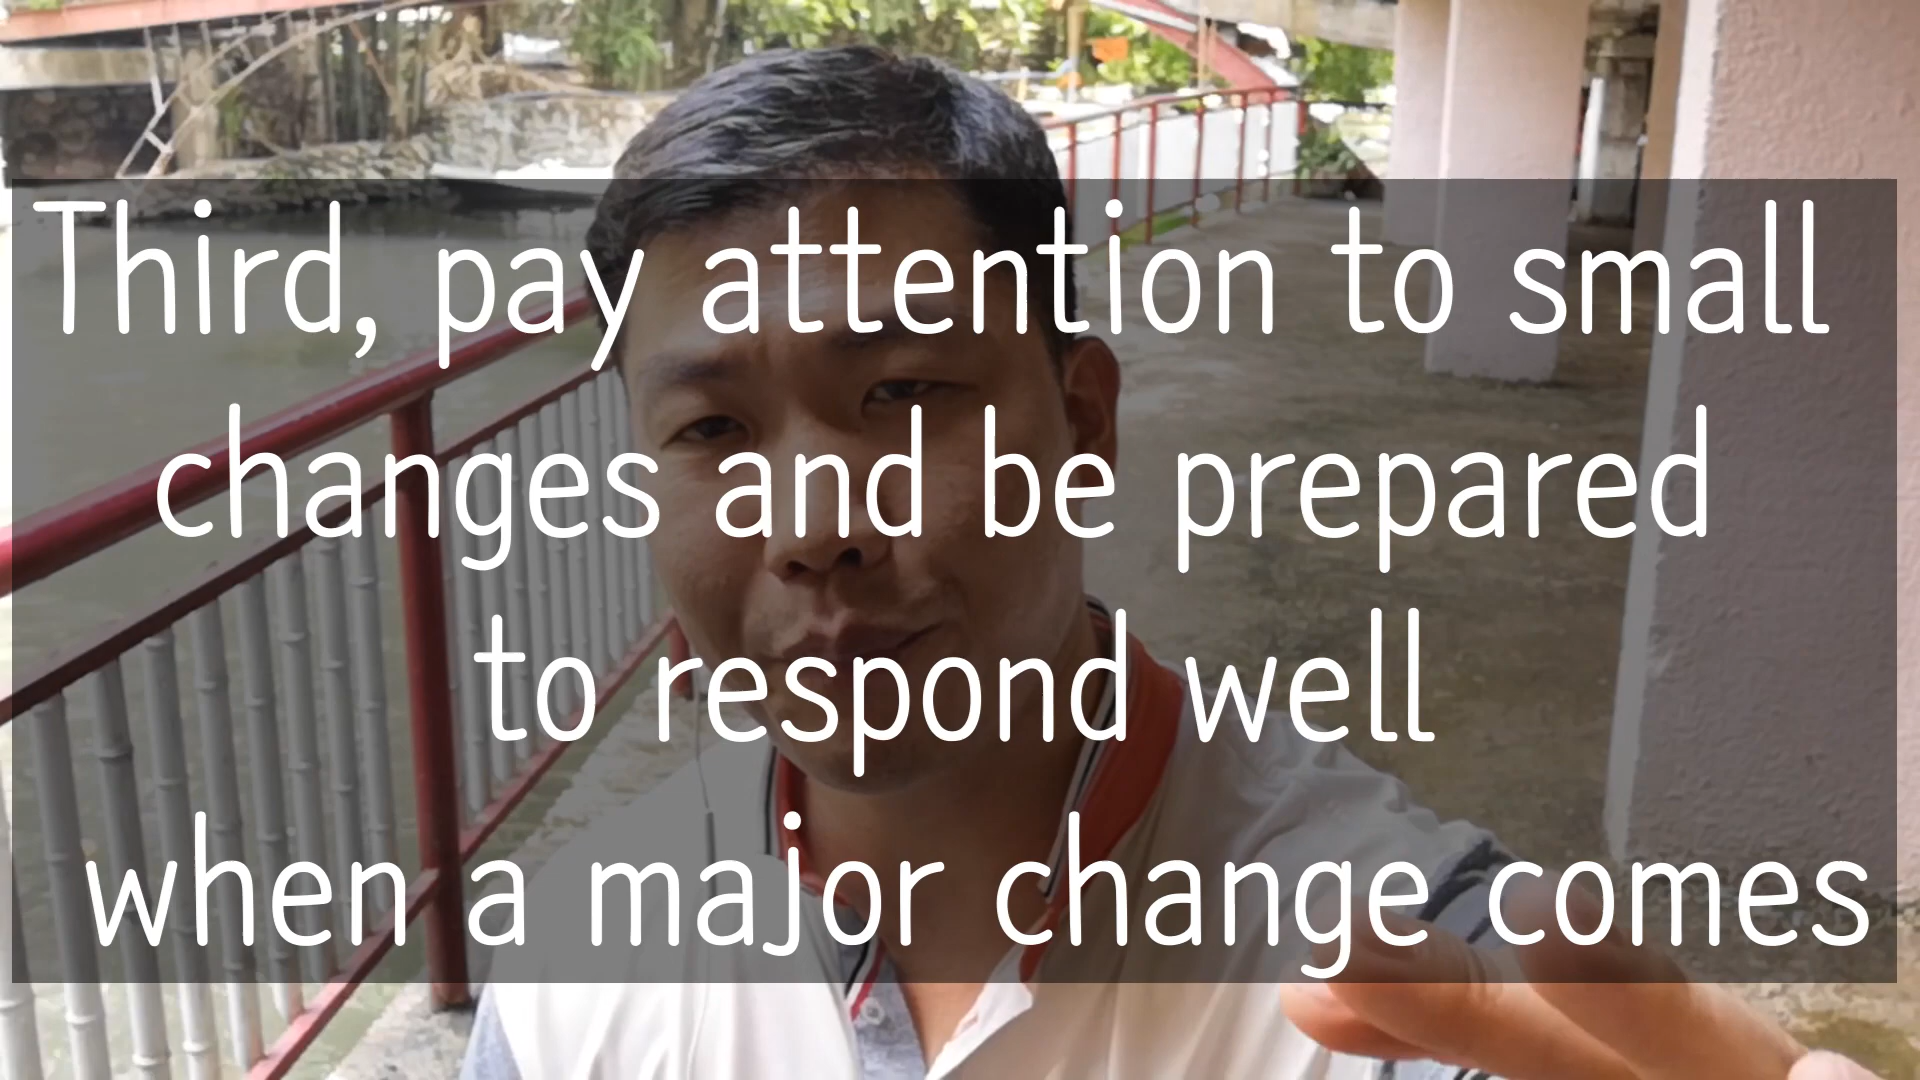 Third, pay attention to small
changes and be prepared
to respond well
when a major change comes